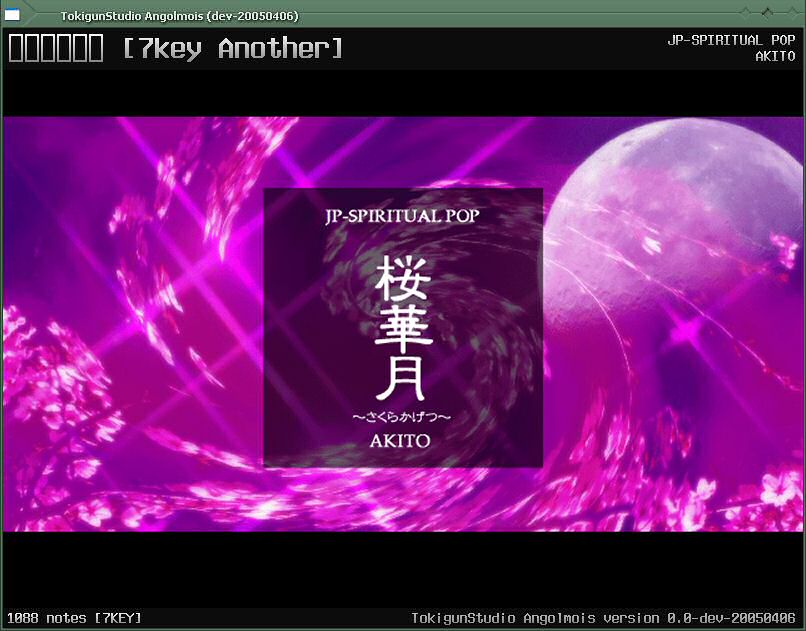 TokigunStudio Angolmois (dev-20050406)
[7key Another]
JP-SPIRITUAL POP
AKITO
JP-SPIRITUAL POP
桜華月
～さくらかげつ～
AKITO
1088 notes [7KEY]
TokigunStudio Angolmois version 0.0-dev-20050406